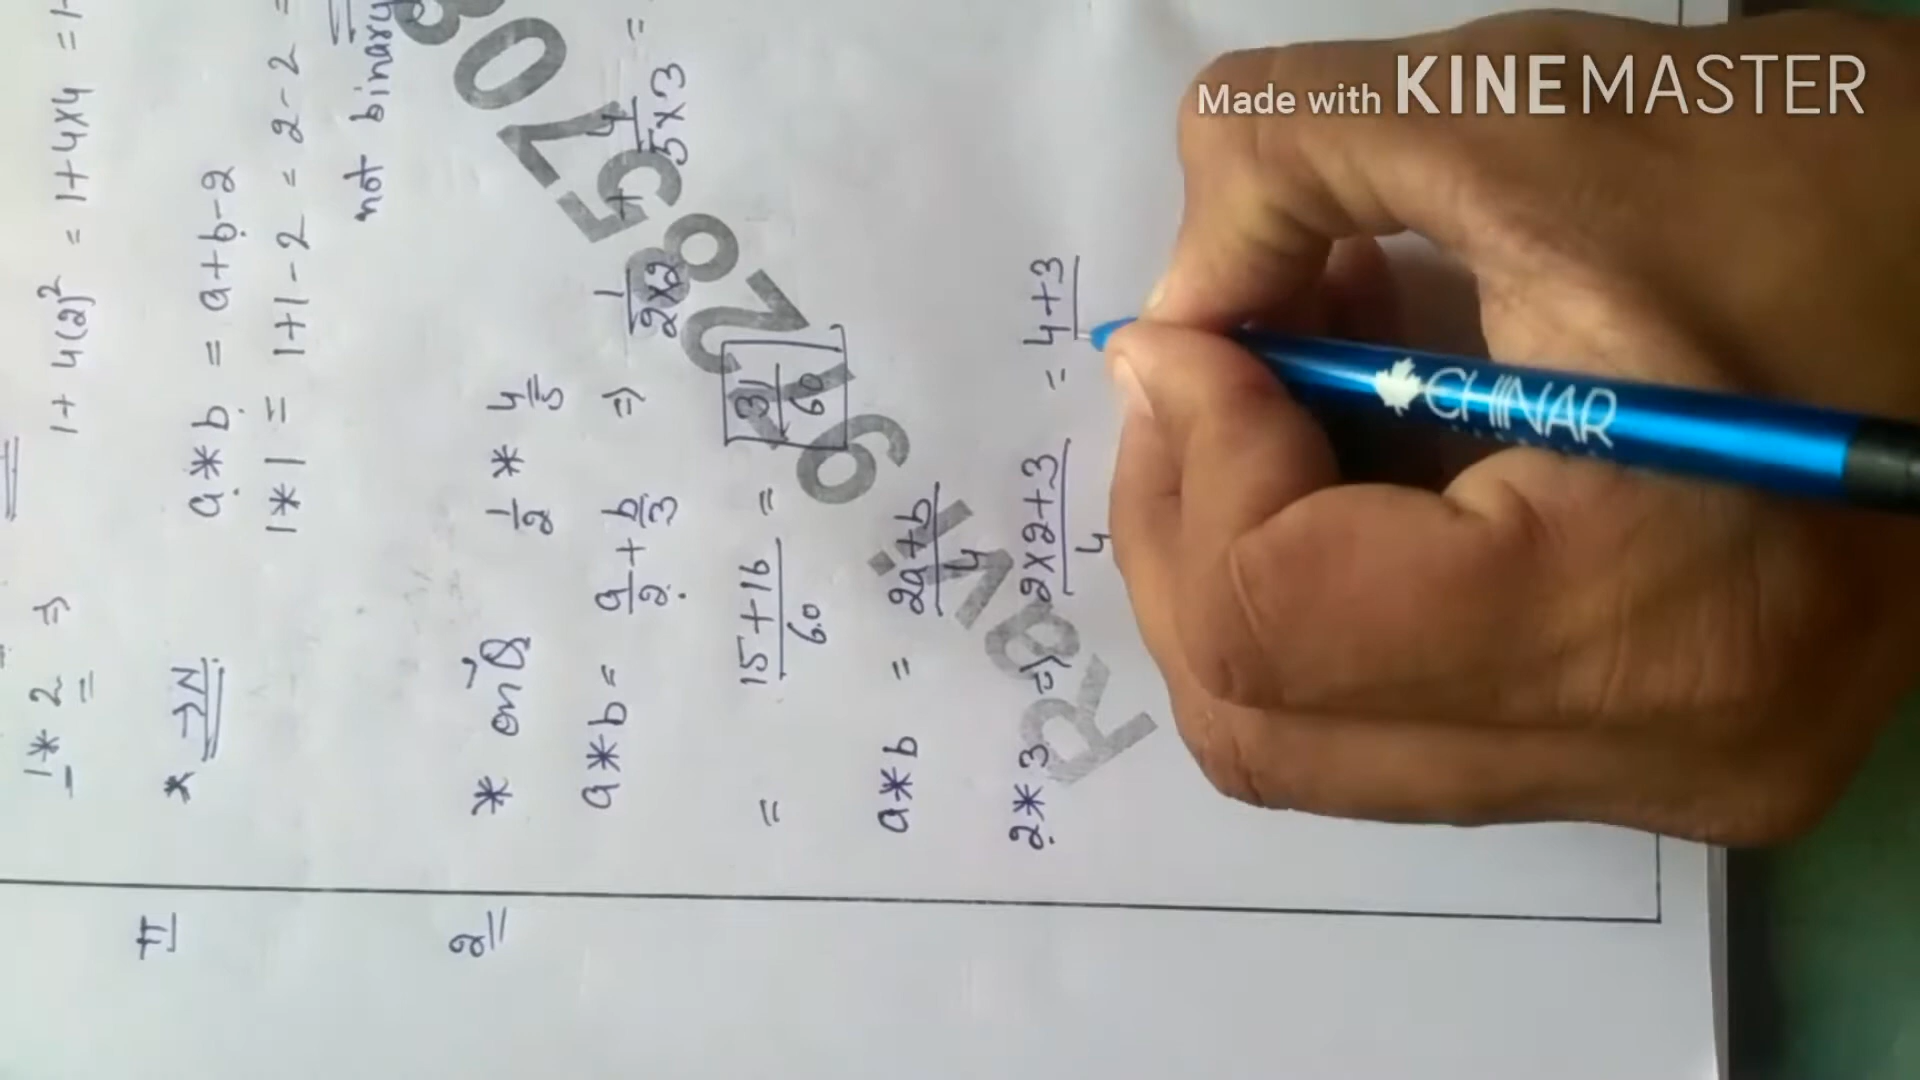 Made with KINEMASTER
CHINAR
1 * 2 ⇒ 1 + 4(2)² = 1 + 4×4 = 1
II * → N a * b = a+b-2
1 * 1 = 1+1-2 = 2-2 =
not binary
2 * on Q 1/2 * 4/5
a * b = a/2 + b/3 ⇒ 1/2×2 + 4/5×3 =
= 15+16/60 = 31/60
a * b = 2a+b/4
2 * 3 ⇒ 2×2+3/4 = 4+3